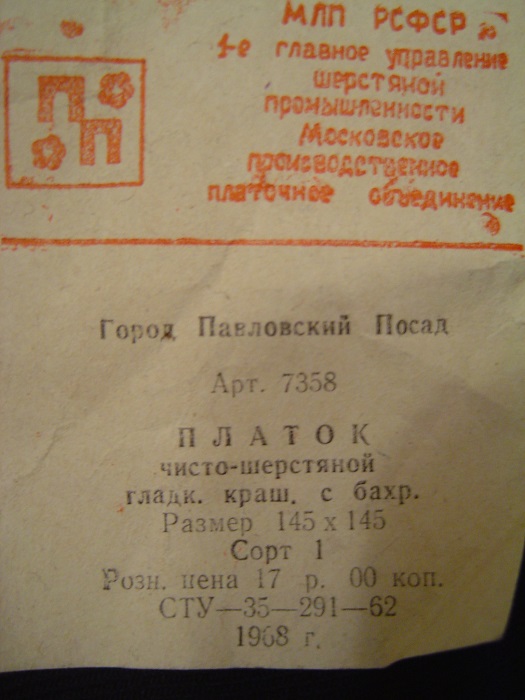 МЛП РСФСР
1-е главное управление
шерстяной
промышленности
Московское
производственное
платочное объединение
П
П
Город Павловский Посад
Арт. 7358
ПЛАТОК
чисто-шерстяной
гладк. краш. с бахр.
Размер 145 x 145
Сорт 1
Розн. цена 17 р. 00 коп.
СТУ—35—291—62
1968 г.